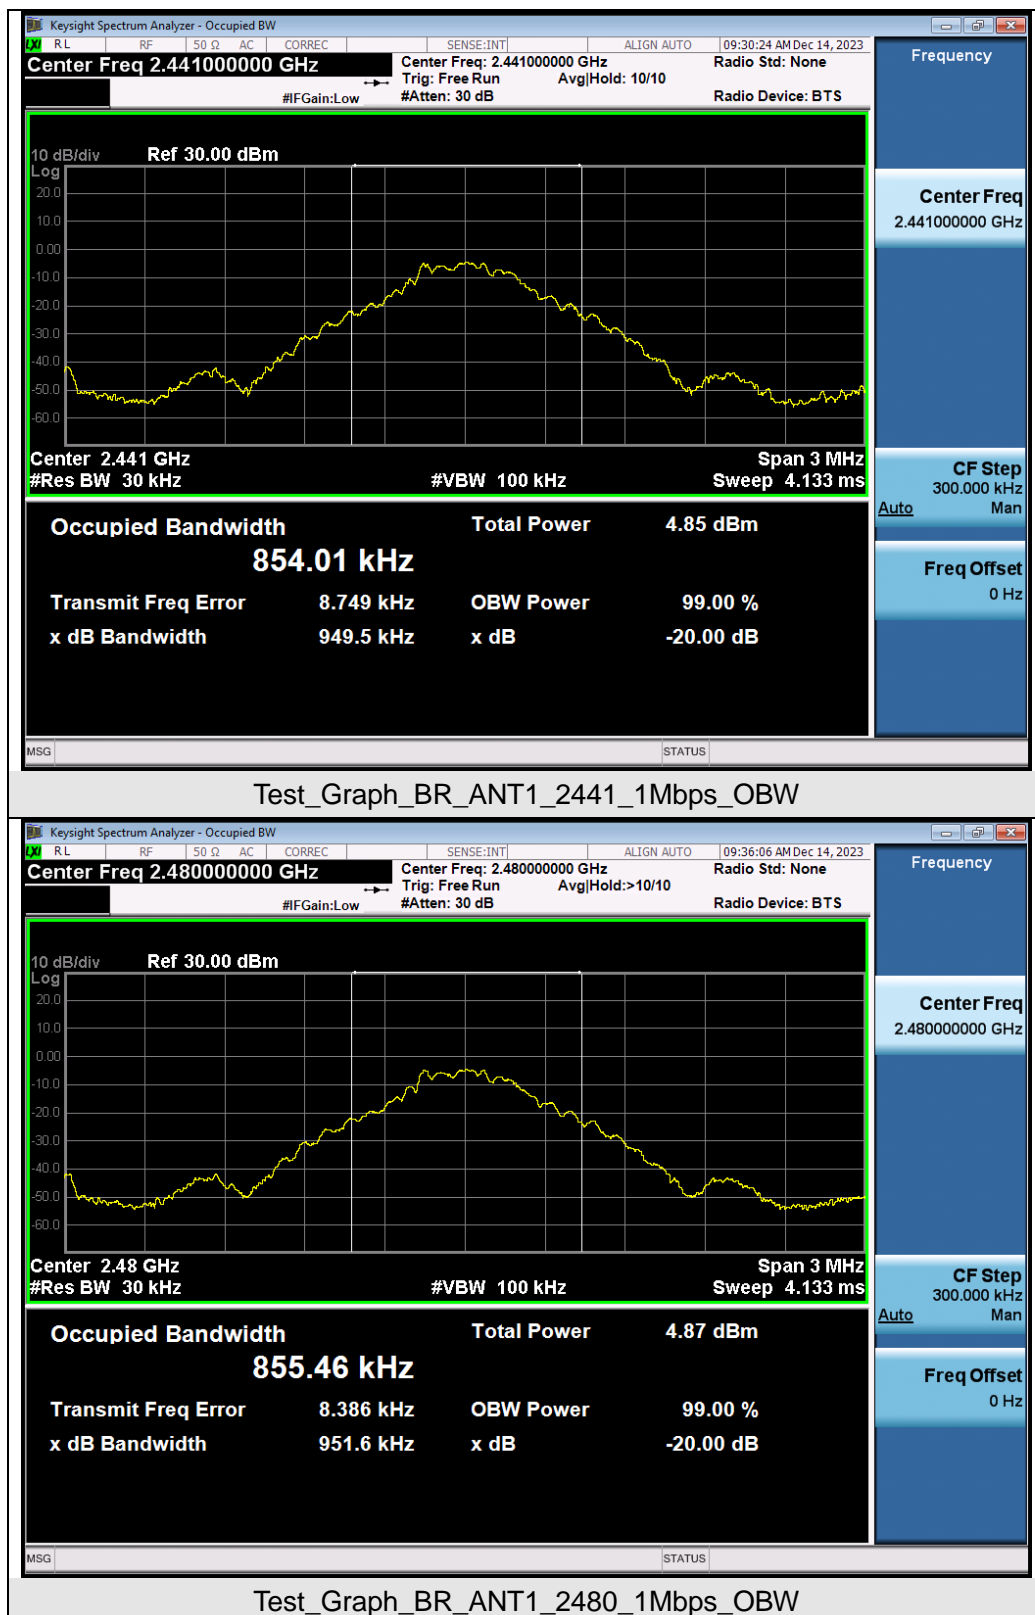 Keysight Spectrum Analyzer - Occupied BW
LXI RL RF 50 Ω AC CORREC SENSE:INT ALIGN AUTO 09:30:24 AM Dec 14, 2023
Center Freq 2.441000000 GHz
Center Freq: 2.441000000 GHz
Radio Std: None
Trig: Free Run Avg|Hold: 10/10
#IFGain:Low
#Atten: 30 dB
Radio Device: BTS
Frequency
10 dB/div Ref 30.00 dBm
Log
20.0
10.0
0.00
-10.0
-20.0
-30.0
-40.0
-50.0
-60.0
Center 2.441 GHz Span 3 MHz
#Res BW 30 kHz #VBW 100 kHz Sweep 4.133 ms
Center Freq
2.441000000 GHz
CF Step
300.000 kHz
Auto Man
Freq Offset
0 Hz
Occupied Bandwidth Total Power 4.85 dBm
854.01 kHz
Transmit Freq Error 8.749 kHz OBW Power 99.00 %
x dB Bandwidth 949.5 kHz x dB -20.00 dB
MSG STATUS
Test_Graph_BR_ANT1_2441_1Mbps_OBW
Keysight Spectrum Analyzer - Occupied BW
LXI RL RF 50 Ω AC CORREC SENSE:INT ALIGN AUTO 09:36:06 AM Dec 14, 2023
Center Freq 2.480000000 GHz
Center Freq: 2.480000000 GHz
Radio Std: None
Trig: Free Run Avg|Hold:>10/10
#IFGain:Low
#Atten: 30 dB
Radio Device: BTS
Frequency
10 dB/div Ref 30.00 dBm
Log
20.0
10.0
0.00
-10.0
-20.0
-30.0
-40.0
-50.0
-60.0
Center 2.48 GHz Span 3 MHz
#Res BW 30 kHz #VBW 100 kHz Sweep 4.133 ms
Center Freq
2.480000000 GHz
CF Step
300.000 kHz
Auto Man
Freq Offset
0 Hz
Occupied Bandwidth Total Power 4.87 dBm
855.46 kHz
Transmit Freq Error 8.386 kHz OBW Power 99.00 %
x dB Bandwidth 951.6 kHz x dB -20.00 dB
MSG STATUS
Test_Graph_BR_ANT1_2480_1Mbps_OBW